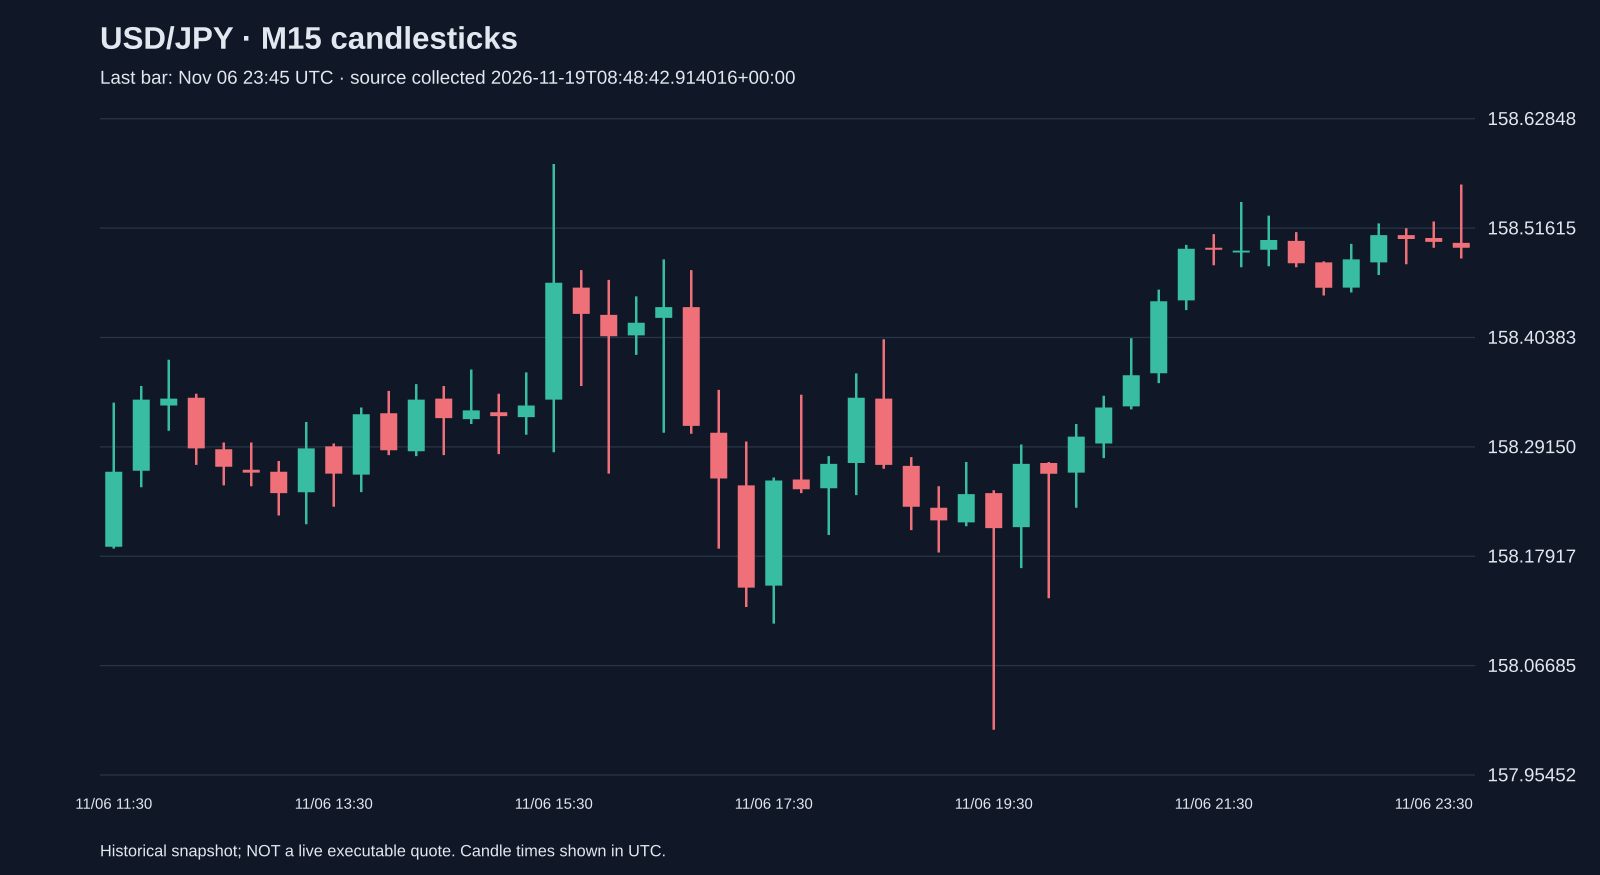 USD/JPY · M15 candlesticks
Last bar: Nov 06 23:45 UTC · source collected 2026-11-19T08:48:42.914016+00:00
158.62848
158.51615
158.40383
158.29150
158.17917
158.06685
157.95452
11/06 11:30 11/06 13:30 11/06 15:30 11/06 17:30 11/06 19:30 11/06 21:30 11/06 23:30
Historical snapshot; NOT a live executable quote. Candle times shown in UTC.